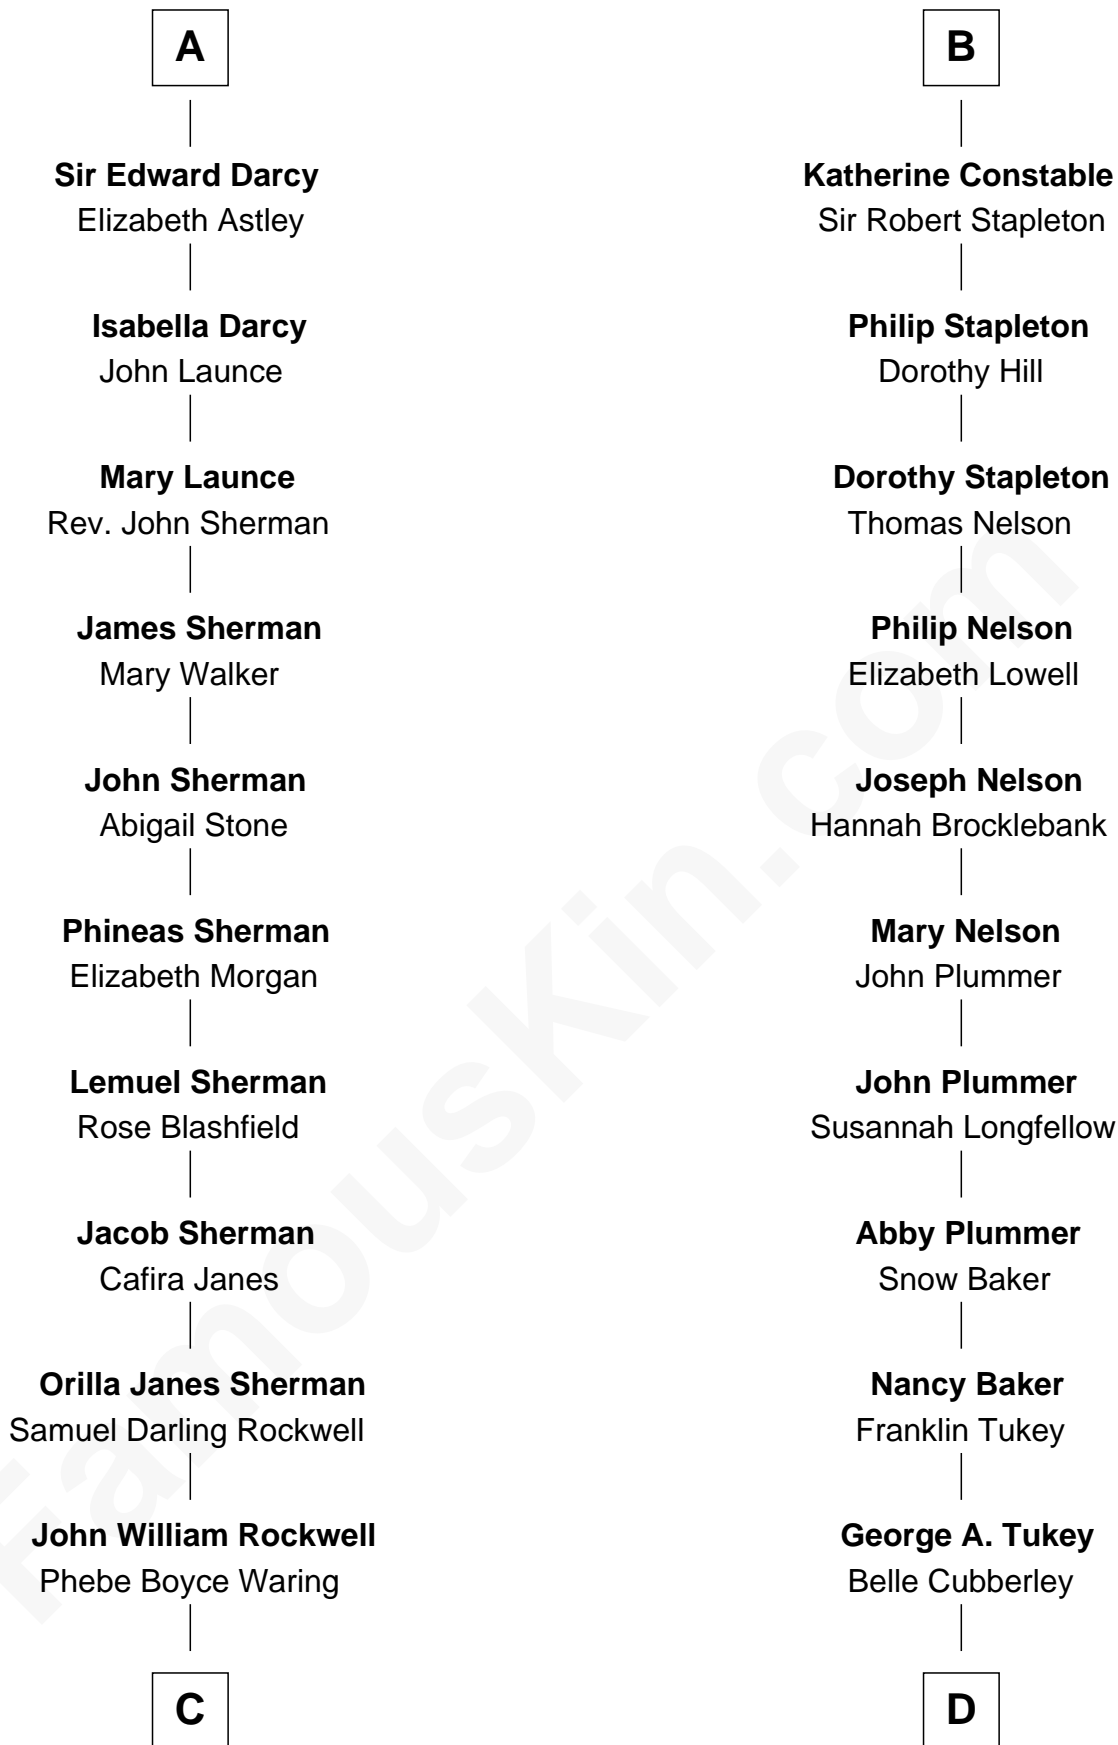 A
Sir Edward Darcy
Elizabeth Astley
Isabella Darcy
John Launce
Mary Launce
Rev. John Sherman
James Sherman
Mary Walker
John Sherman
Abigail Stone
Phineas Sherman
Elizabeth Morgan
Lemuel Sherman
Rose Blashfield
Jacob Sherman
Cafira Janes
Orilla Janes Sherman
Samuel Darling Rockwell
John William Rockwell
Phebe Boyce Waring
C
B
Katherine Constable
Sir Robert Stapleton
Philip Stapleton
Dorothy Hill
Dorothy Stapleton
Thomas Nelson
Philip Nelson
Elizabeth Lowell
Joseph Nelson
Hannah Brocklebank
Mary Nelson
John Plummer
John Plummer
Susannah Longfellow
Abby Plummer
Snow Baker
Nancy Baker
Franklin Tukey
George A. Tukey
Belle Cubberley
D
FamousKin.com